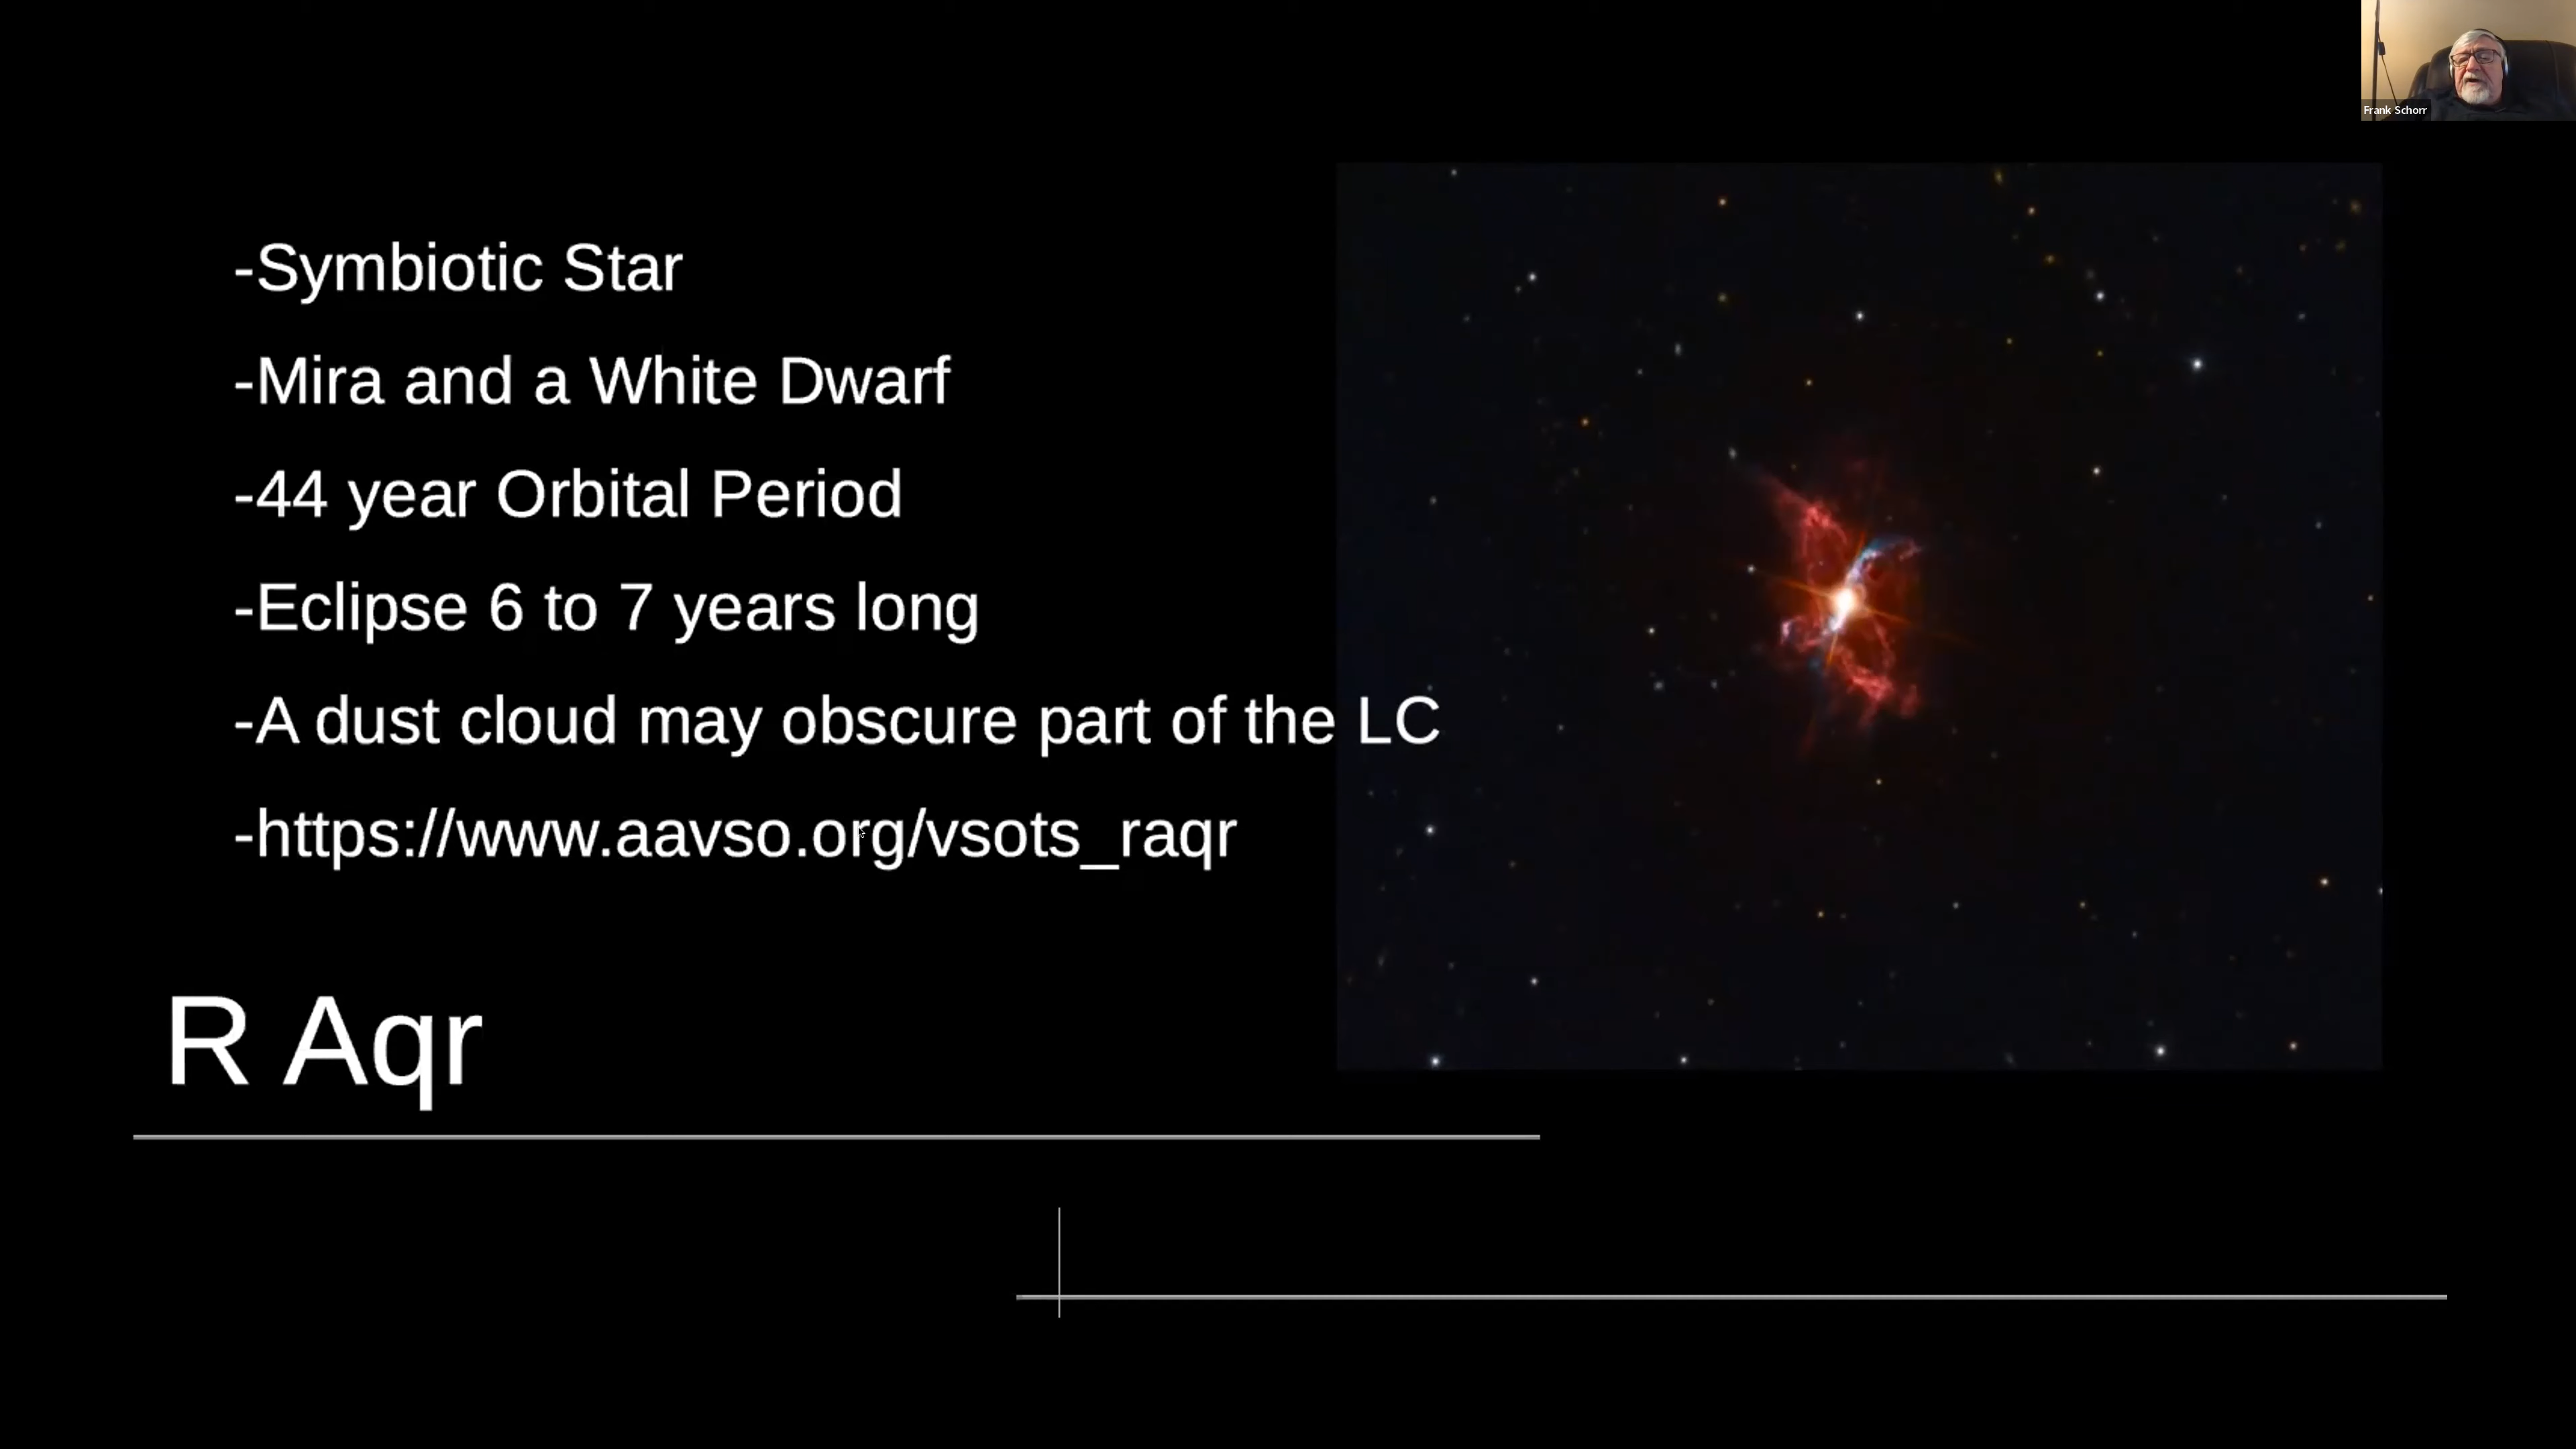 Frank Schorr
-Symbiotic Star
-Mira and a White Dwarf
-44 year Orbital Period
-Eclipse 6 to 7 years long
-A dust cloud may obscure part of the LC
-https://www.aavso.org/vsots_raqr
R Aqr